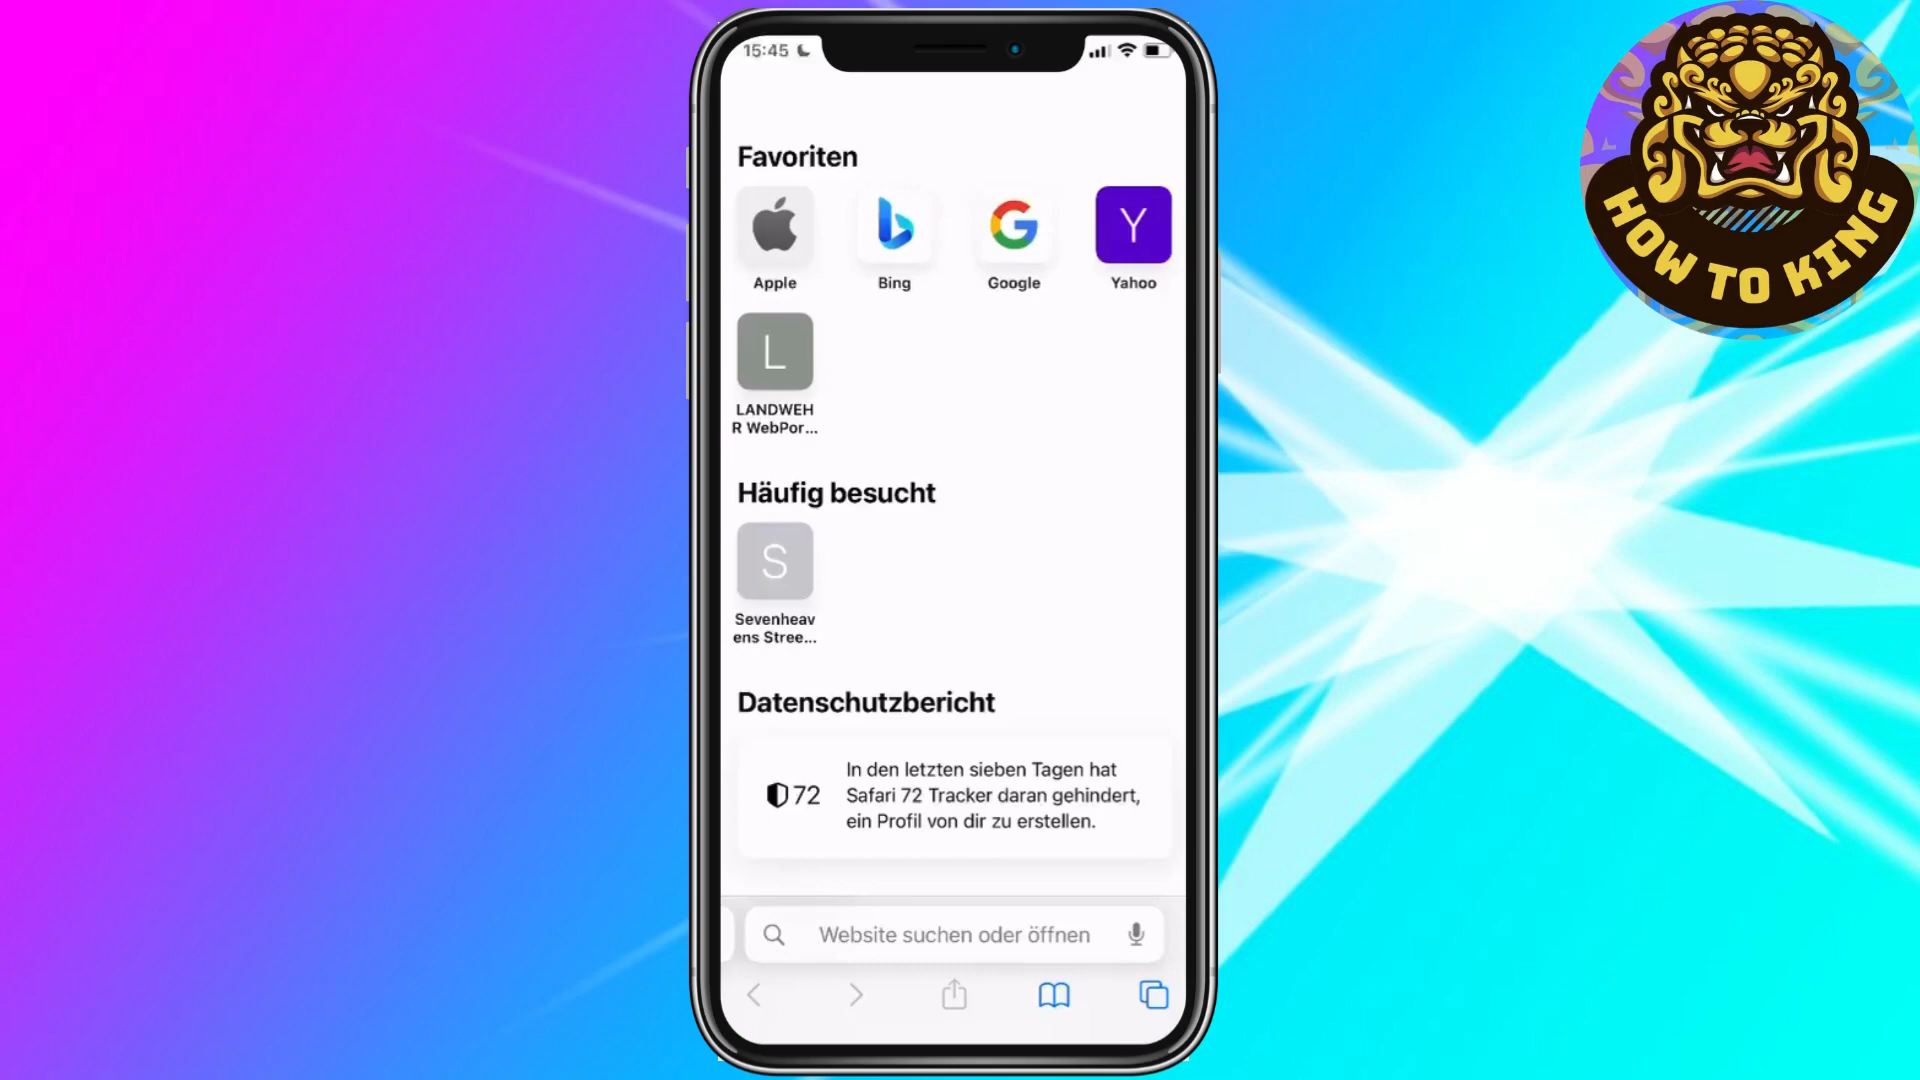 15:45
Favoriten
Apple
Bing
Google
Y
Yahoo
L
LANDWEH
R WebPor...
Häufig besucht
S
Sevenheav
ens Stree...
Datenschutzbericht
72
In den letzten sieben Tagen hat
Safari 72 Tracker daran gehindert,
ein Profil von dir zu erstellen.
Website suchen oder öffnen
HOW TO KING